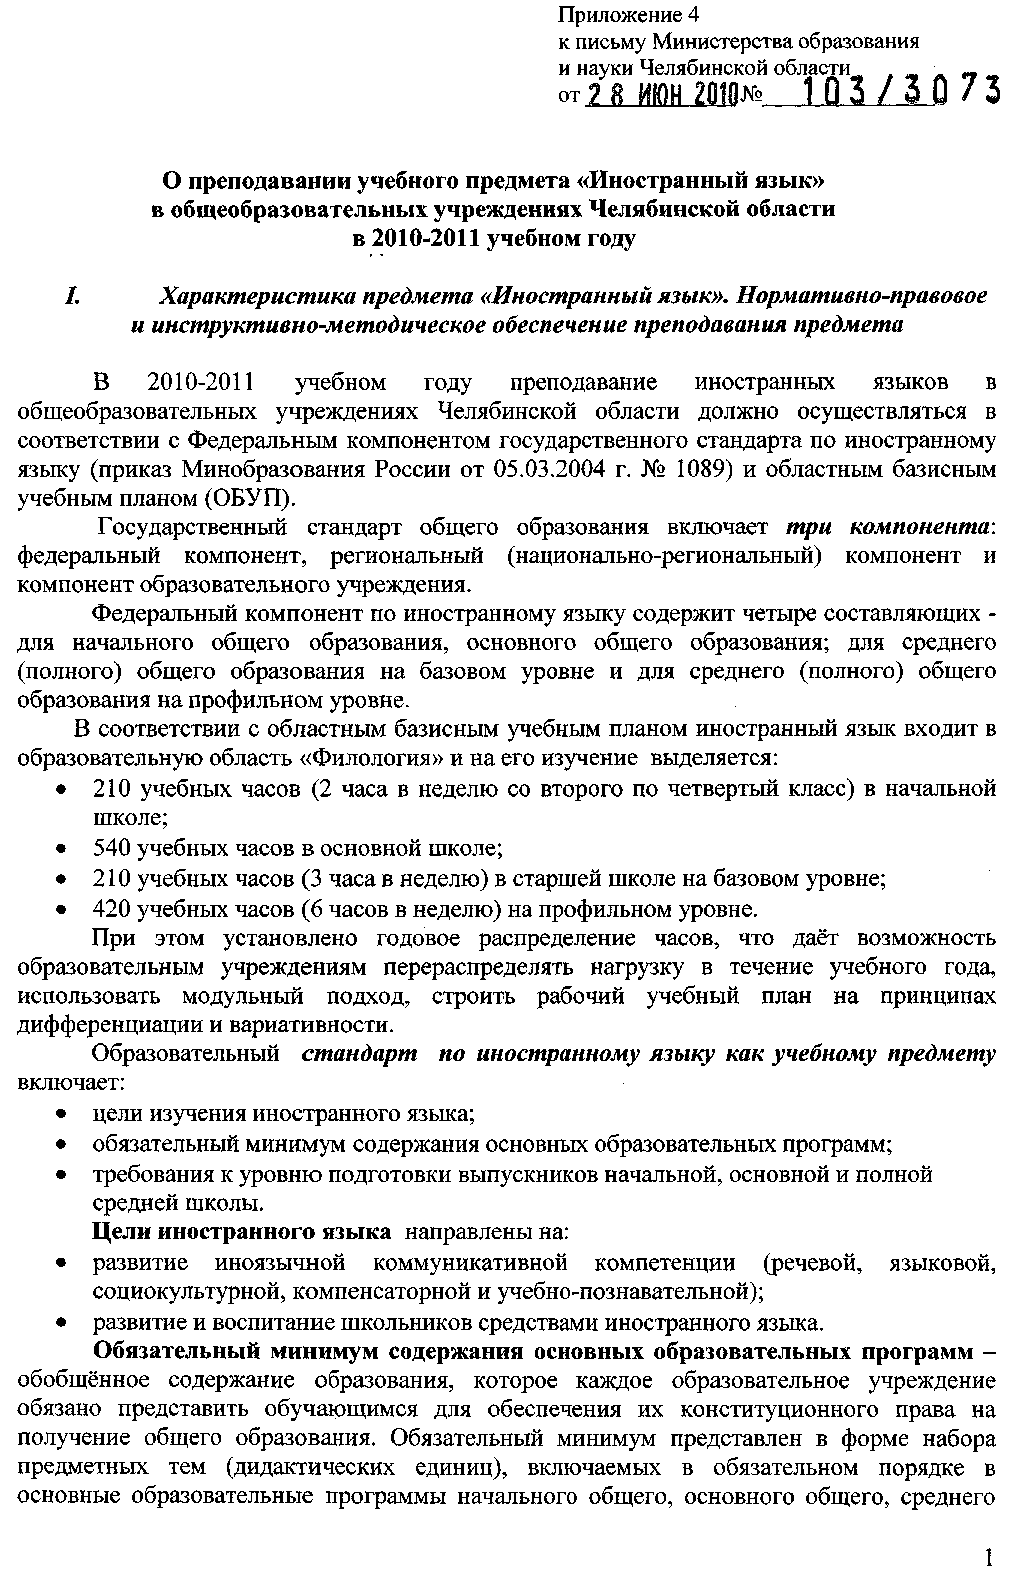 Приложение 4
к письму Министерства образования
и науки Челябинской области
от 28 ИЮН 2010 № 103/3073
О преподавании учебного предмета «Иностранный язык»
в общеобразовательных учреждениях Челябинской области
в 2010-2011 учебном году
I. Характеристика предмета «Иностранный язык». Нормативно-правовое
и инструктивно-методическое обеспечение преподавания предмета
В 2010-2011 учебном году преподавание иностранных языков в
общеобразовательных учреждениях Челябинской области должно осуществляться в
соответствии с Федеральным компонентом государственного стандарта по иностранному
языку (приказ Минобразования России от 05.03.2004 г. № 1089) и областным базисным
учебным планом (ОБУП).
Государственный стандарт общего образования включает три компонента:
федеральный компонент, региональный (национально-региональный) компонент и
компонент образовательного учреждения.
Федеральный компонент по иностранному языку содержит четыре составляющих -
для начального общего образования, основного общего образования; для среднего
(полного) общего образования на базовом уровне и для среднего (полного) общего
образования на профильном уровне.
В соответствии с областным базисным учебным планом иностранный язык входит в
образовательную область «Филология» и на его изучение выделяется:
• 210 учебных часов (2 часа в неделю со второго по четвертый класс) в начальной
школе;
• 540 учебных часов в основной школе;
• 210 учебных часов (3 часа в неделю) в старшей школе на базовом уровне;
• 420 учебных часов (6 часов в неделю) на профильном уровне.
При этом установлено годовое распределение часов, что даёт возможность
образовательным учреждениям перераспределять нагрузку в течение учебного года,
использовать модульный подход, строить рабочий учебный план на принципах
дифференциации и вариативности.
Образовательный стандарт по иностранному языку как учебному предмету
включает:
• цели изучения иностранного языка;
• обязательный минимум содержания основных образовательных программ;
• требования к уровню подготовки выпускников начальной, основной и полной
средней школы.
Цели иностранного языка направлены на:
• развитие иноязычной коммуникативной компетенции (речевой, языковой,
социокультурной, компенсаторной и учебно-познавательной);
• развитие и воспитание школьников средствами иностранного языка.
Обязательный минимум содержания основных образовательных программ –
обобщённое содержание образования, которое каждое образовательное учреждение
обязано представить обучающимся для обеспечения их конституционного права на
получение общего образования. Обязательный минимум представлен в форме набора
предметных тем (дидактических единиц), включаемых в обязательном порядке в
основные образовательные программы начального общего, основного общего, среднего
1